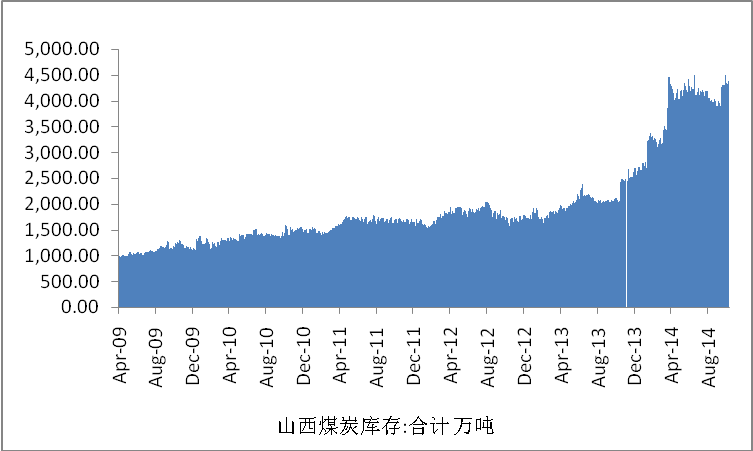 5,000.00
4,500.00
4,000.00
3,500.00
3,000.00
2,500.00
2,000.00
1,500.00
1,000.00
500.00
0.00
Apr-09
Aug-09
Dec-09
Apr-10
Aug-10
Dec-10
Apr-11
Aug-11
Dec-11
Apr-12
Aug-12
Dec-12
Apr-13
Aug-13
Dec-13
Apr-14
Aug-14
山西煤炭库存:合计 万吨